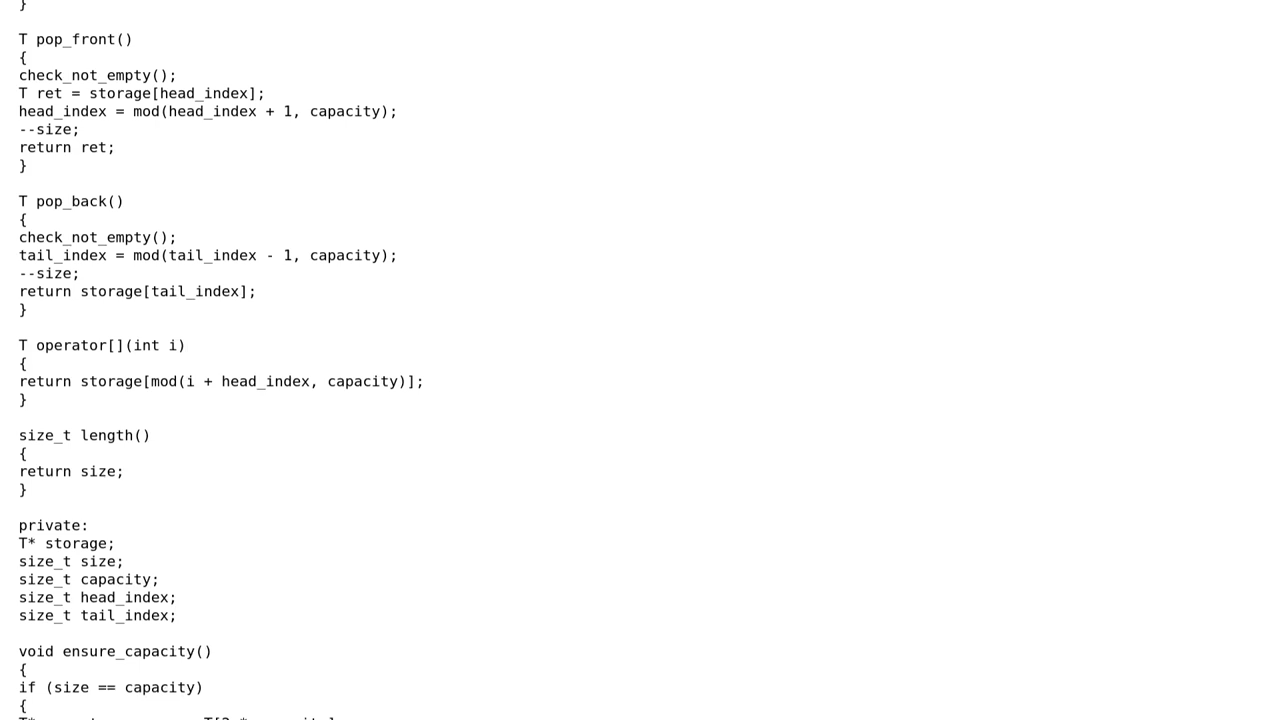 }
T pop_front()
{
check_not_empty();
T ret = storage[head_index];
head_index = mod(head_index + 1, capacity);
--size;
return ret;
}
T pop_back()
{
check_not_empty();
tail_index = mod(tail_index - 1, capacity);
--size;
return storage[tail_index];
}
T operator[](int i)
{
return storage[mod(i + head_index, capacity)];
}
size_t length()
{
return size;
}
private:
T* storage;
size_t size;
size_t capacity;
size_t head_index;
size_t tail_index;
void ensure_capacity()
{
if (size == capacity)
{